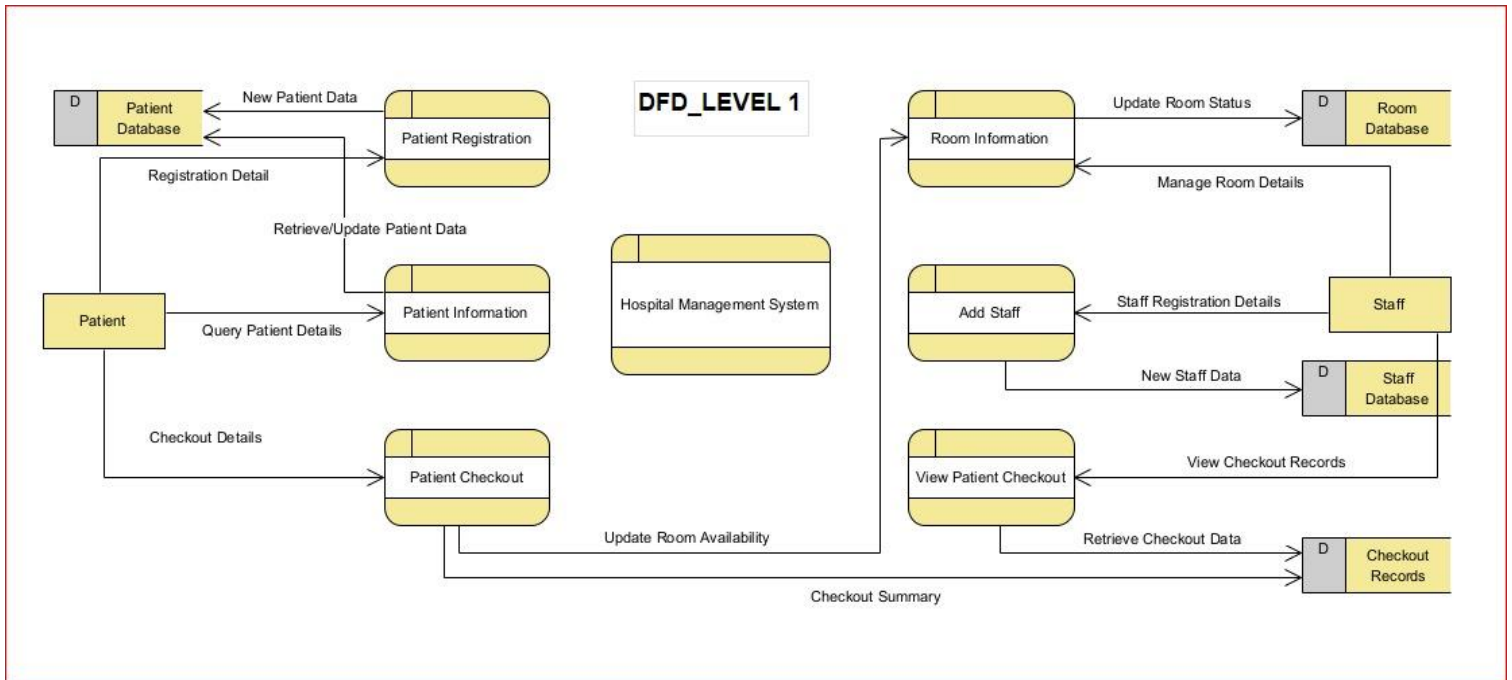 DFD_LEVEL 1
D
Patient
Database
New Patient Data
Patient Registration
Registration Detail
Retrieve/Update Patient Data
Patient
Query Patient Details
Patient Information
Checkout Details
Patient Checkout
Hospital Management System
Update Room Availability
Checkout Summary
Room Information
Update Room Status
D
Room
Database
Manage Room Details
Add Staff
Staff Registration Details
Staff
New Staff Data
D
Staff
Database
View Patient Checkout
View Checkout Records
Retrieve Checkout Data
D
Checkout
Records